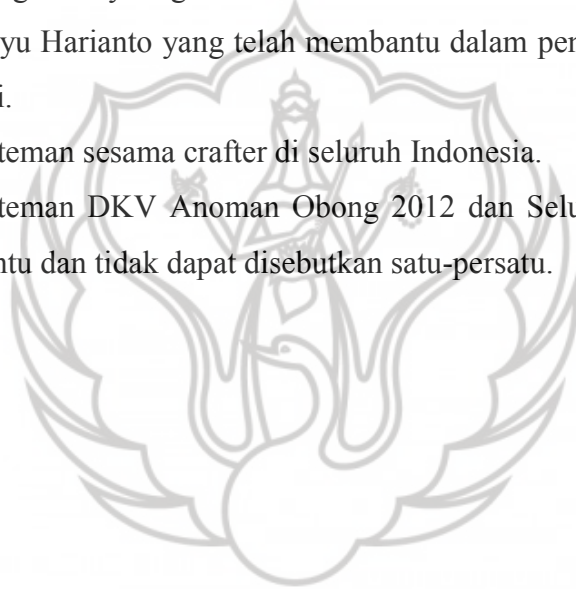 yu Harianto yang telah membantu dalam per
i.
teman sesama crafter di seluruh Indonesia.
teman DKV Anoman Obong 2012 dan Selu
ntu dan tidak dapat disebutkan satu-persatu.